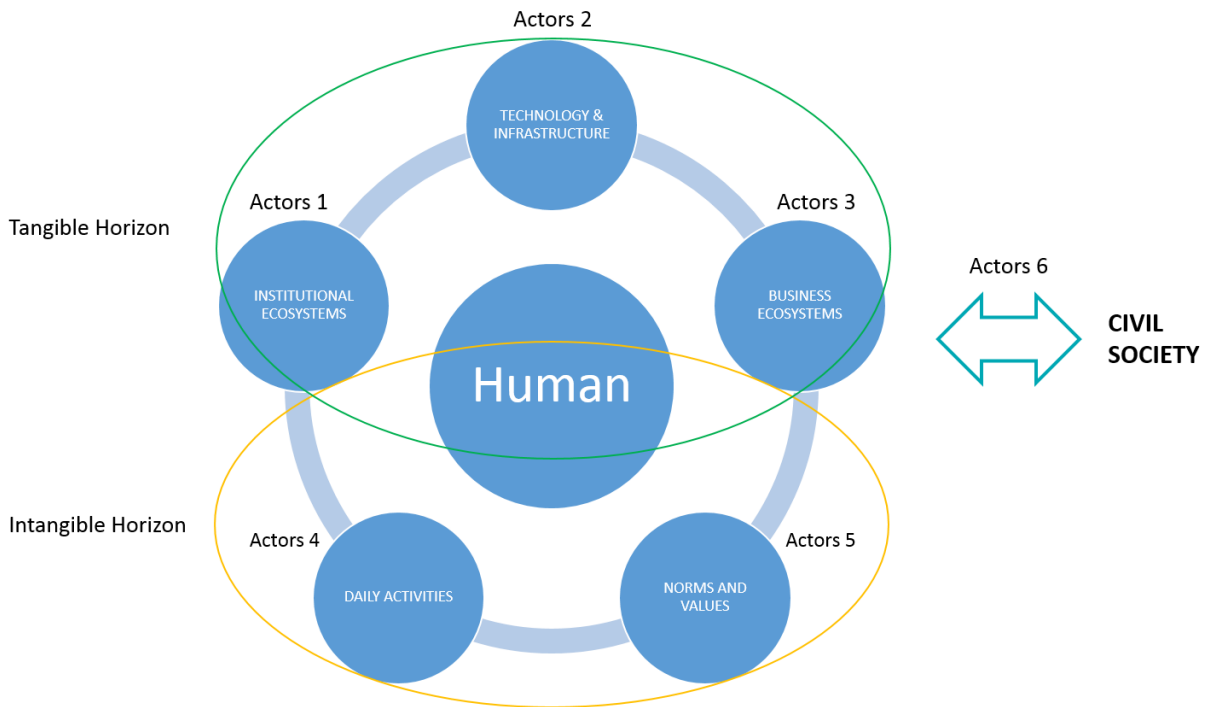 Actors 2
TECHNOLOGY &
INFRASTRUCTURE
Actors 1
Actors 3
Tangible Horizon
INSTITUTIONAL
ECOSYSTEMS
BUSINESS
ECOSYSTEMS
Actors 6
CIVIL
SOCIETY
Human
Intangible Horizon
Actors 4
Actors 5
DAILY ACTIVITIES
NORMS AND
VALUES